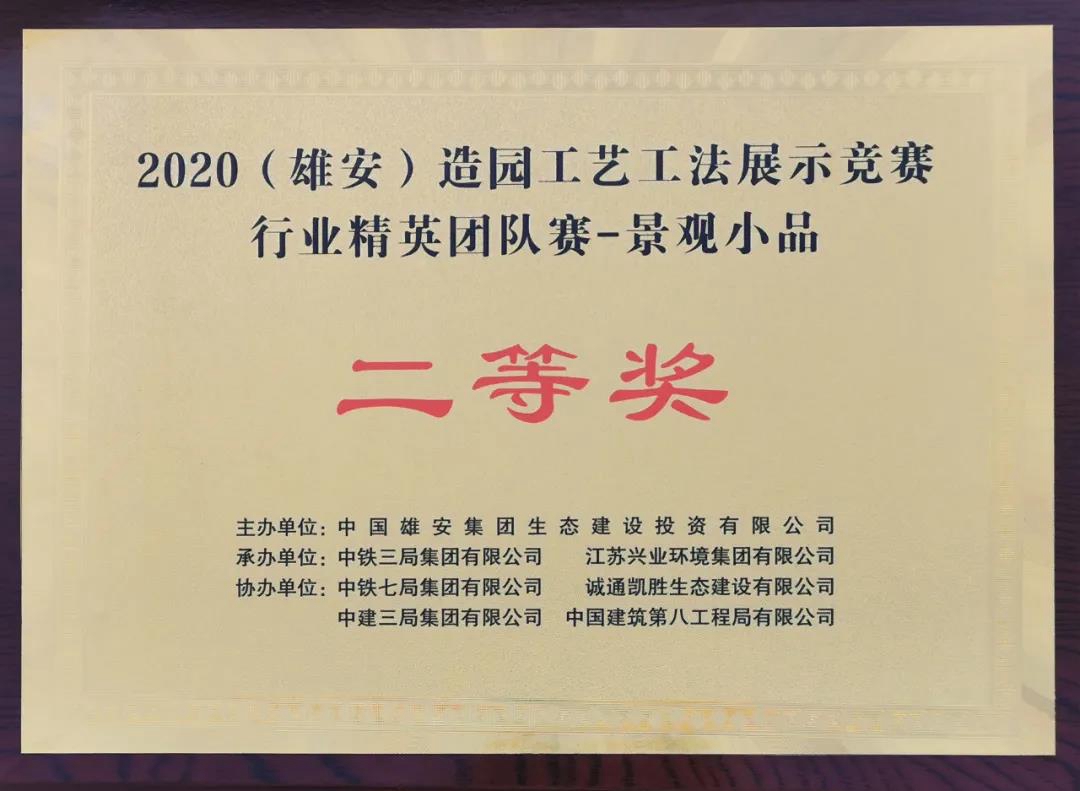 2020（雄安）造园工艺工法展示竞赛
行业精英团队赛-景观小品
二等奖
主办单位：中国雄安集团生态建设投资有限公司
承办单位：中铁三局集团有限公司 江苏兴业环境集团有限公司
协办单位：中铁七局集团有限公司 诚通凯胜生态建设有限公司
中建三局集团有限公司 中国建筑第八工程局有限公司